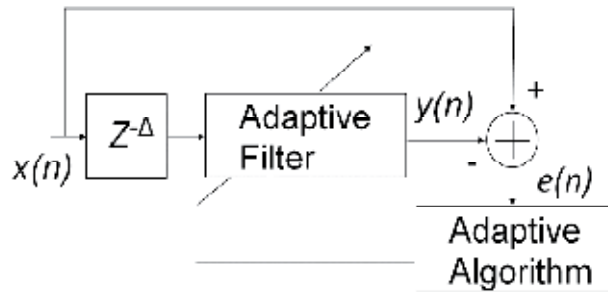 +
Adaptive
Filter
y(n)
Z-Δ
-
x(n)
e(n)
Adaptive
Algorithm